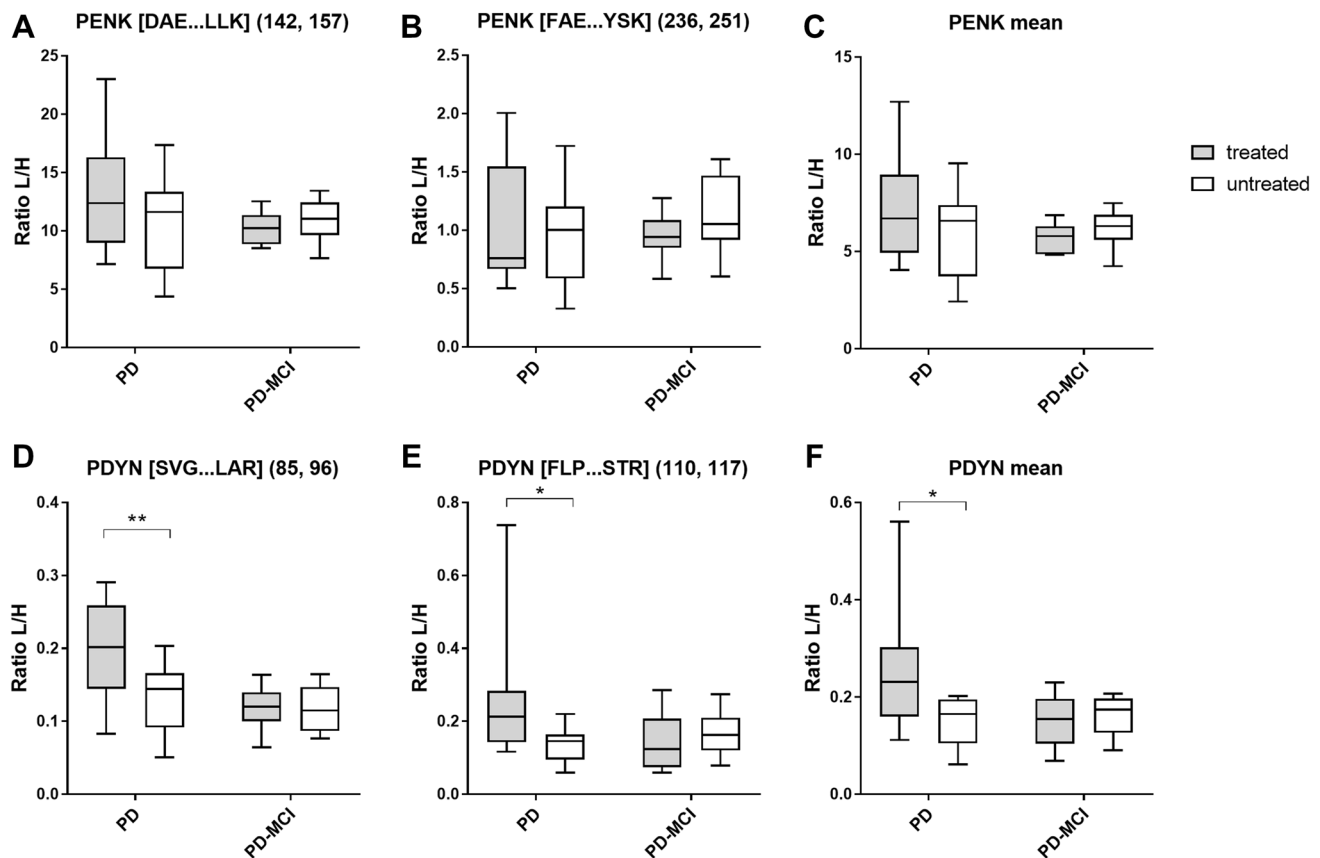 A
PENK [DAE...LLK] (142, 157)
25
20
15
10
5
0
Ratio L/H
PD
PD-MCI
B
PENK [FAE...YSK] (236, 251)
2.5
2.0
1.5
1.0
0.5
0.0
Ratio L/H
PD
PD-MCI
C
PENK mean
15
10
5
0
Ratio L/H
PD
PD-MCI
treated
untreated
D
PDYN [SVG...LAR] (85, 96)
0.4
0.3
0.2
0.1
0.0
Ratio L/H
**
PD
PD-MCI
E
PDYN [FLP...STR] (110, 117)
0.8
0.6
0.4
0.2
0.0
Ratio L/H
*
PD
PD-MCI
F
PDYN mean
0.6
0.4
0.2
0.0
Ratio L/H
*
PD
PD-MCI